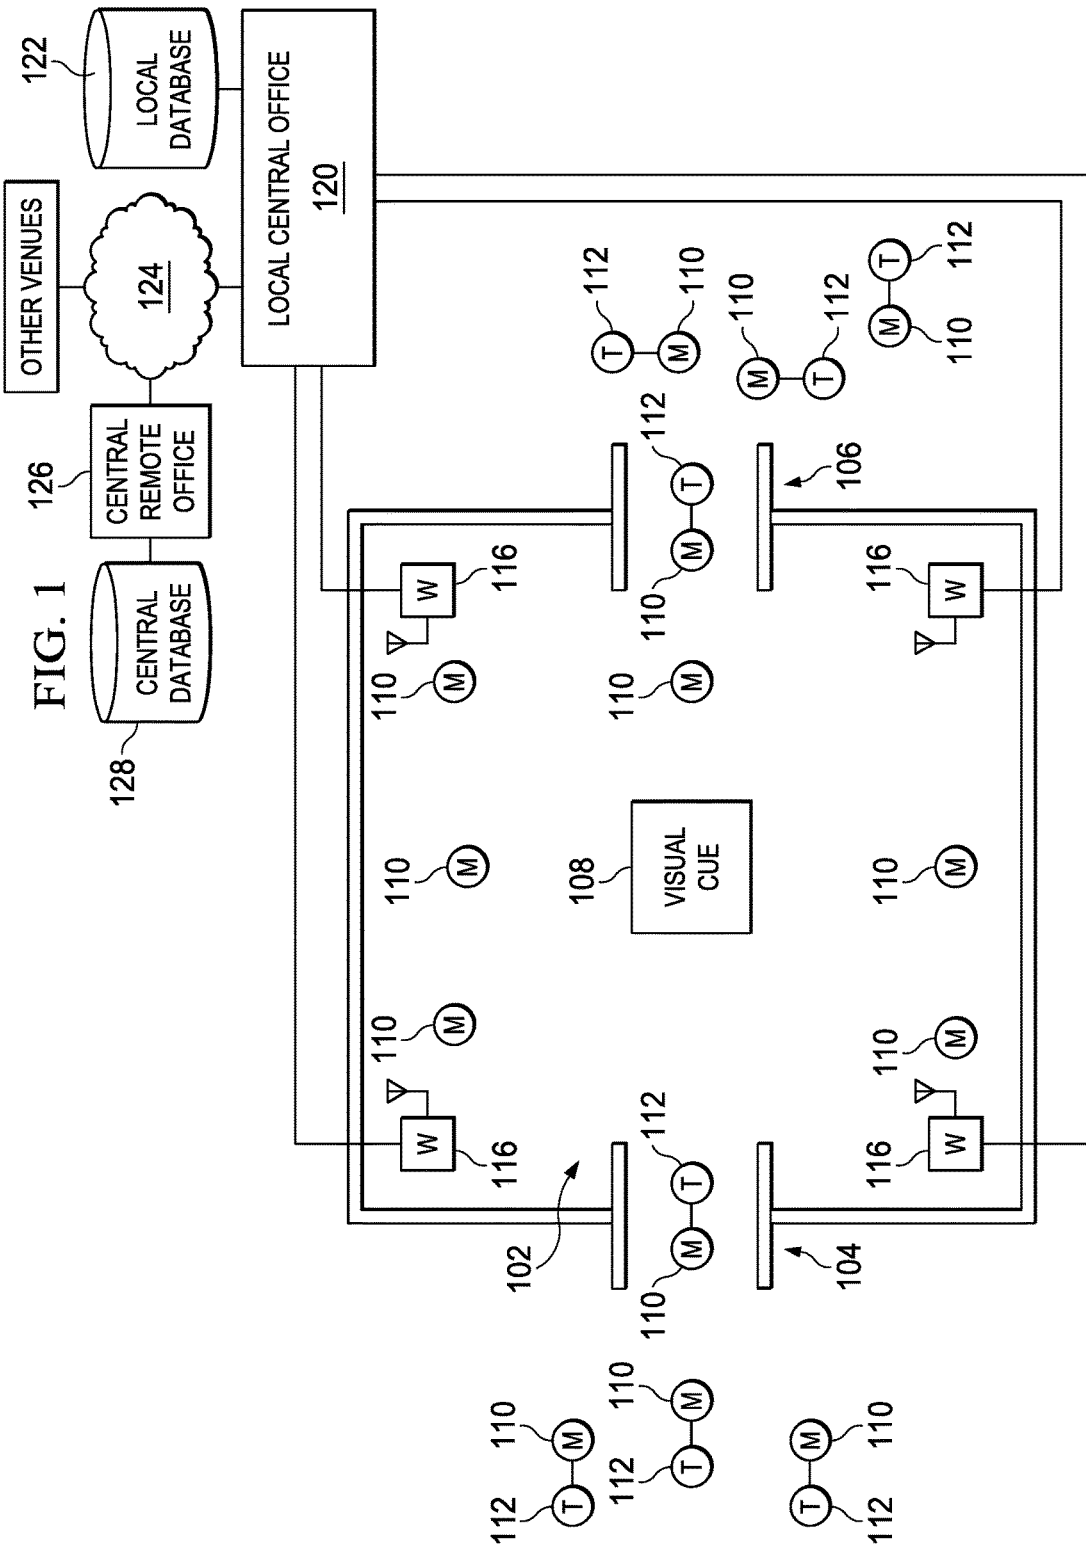 FIG. 1
126
OTHER VENUES
122
128
CENTRAL
DATABASE
CENTRAL
REMOTE
OFFICE
124
LOCAL
DATABASE
LOCAL CENTRAL OFFICE
120
110
110
110
W
M
M
M
W
116
116
112
110
102
T
M
108
112
T
112
110
110
112
110
110
112
T
M
M
T
VISUAL
CUE
M
M
T
M
110
110
M
T
112
T
M
104
106
112
110
110
110
M
T
W
M
M
W
110
112
116
116